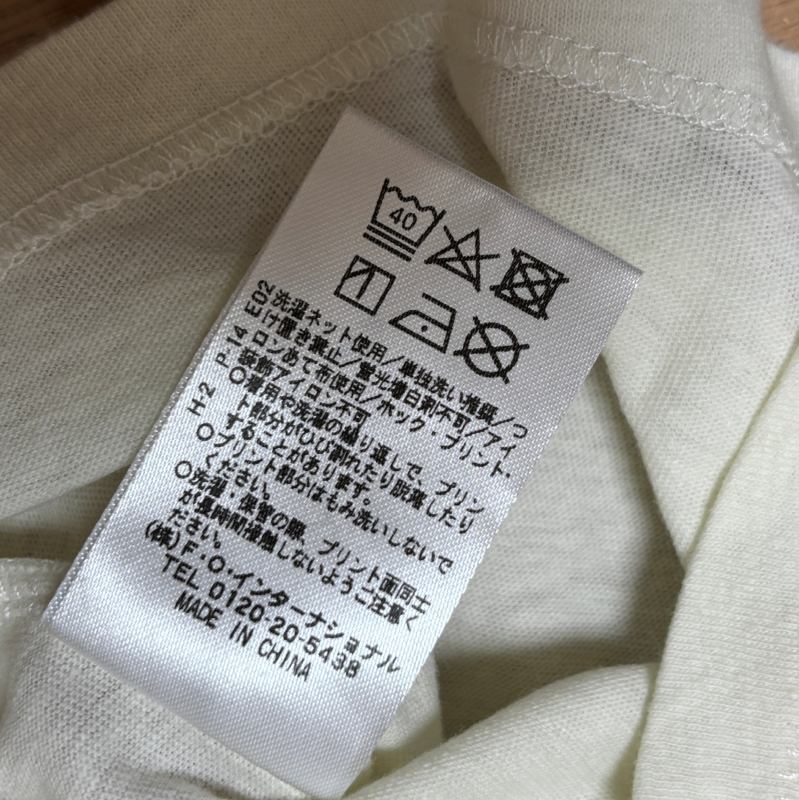 40
洗濯ネット使用/単独洗い推奨/つ
け置き禁止/蛍光増白剤不可/アイ
ロンあて布使用/ホック・プリント・
装飾アイロン不可
○着用や洗濯の繰り返しで、プリン
ト部分がひび割れたり脱落したり
することがあります。
○プリント部分はもみ洗いしないで
ください。
○洗濯・保管の際、プリント面同士
が長時間接触しないようご注意く
ださい。
(株)F・O・インターナショナル
TEL 0120-20-5438
MADE IN CHINA
E02
P-14
H-2